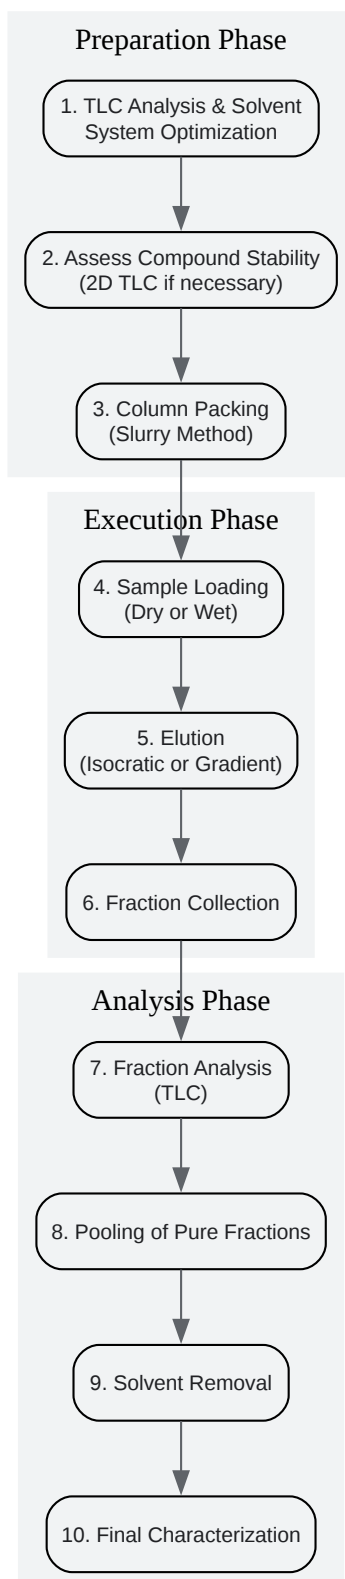 Preparation Phase
1. TLC Analysis & Solvent
System Optimization
2. Assess Compound Stability
(2D TLC if necessary)
3. Column Packing
(Slurry Method)
Execution Phase
4. Sample Loading
(Dry or Wet)
5. Elution
(Isocratic or Gradient)
6. Fraction Collection
Analysis Phase
7. Fraction Analysis
(TLC)
8. Pooling of Pure Fractions
9. Solvent Removal
10. Final Characterization